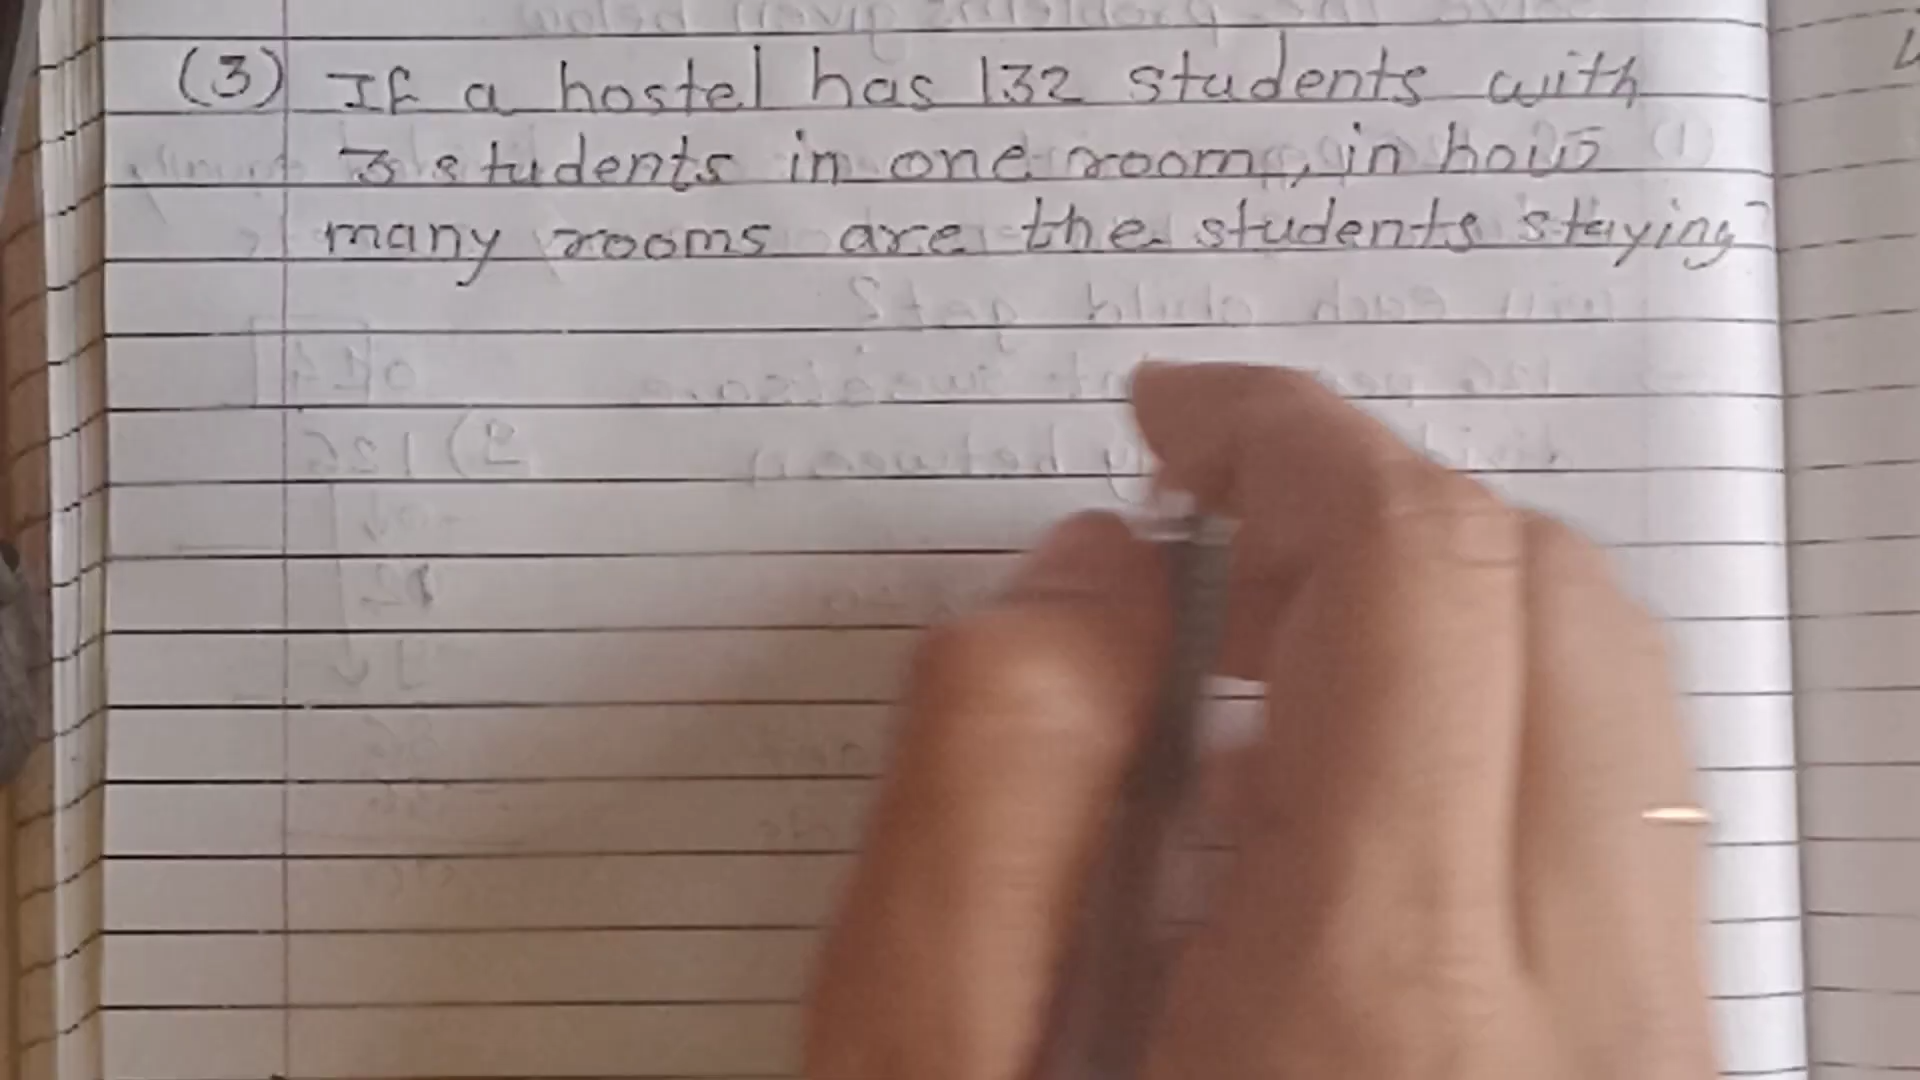 (3) If a hostel has 132 students with
3 students in one room, in how
many rooms are the students staying?